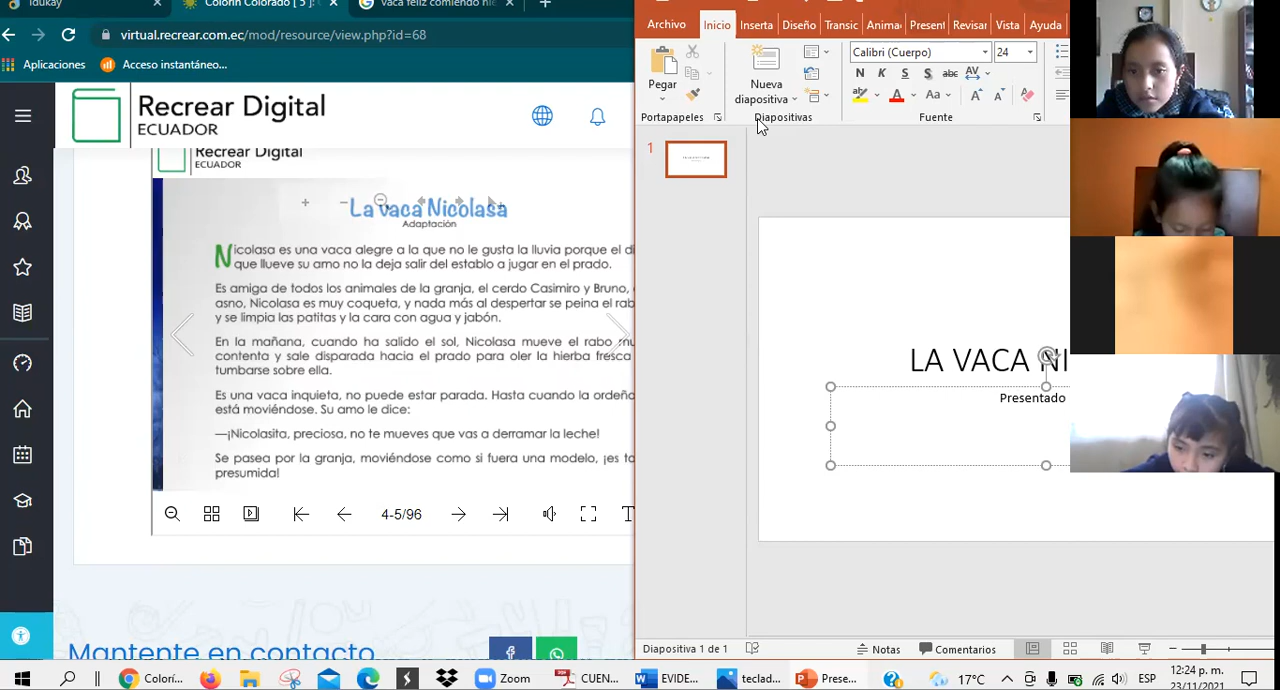 Idukay
Colorín Colorado [ 5 ]:
vaca feliz comiendo
virtual.recrear.com.ec/mod/resource/view.php?id=68
Aplicaciones
Acceso instantáneo...
Recrear Digital
ECUADOR
Recrear Digital
ECUADOR
La vaca Nicolasa
Adaptación
Nicolasa es una vaca alegre a la que no le gusta la lluvia porque el
que llueve su amo no la deja salir del establo a jugar en el prado.
Es amiga de todos los animales de la granja, el cerdo Casimiro y Bruno,
asno, Nicolasa es muy coqueta, y nada más al despertar se peina el
y se limpia las patitas y la cara con agua y jabón.
En la mañana, cuando ha salido el sol, Nicolasa mueve el rabo
contenta y sale disparada hacia el prado para oler la hierba fresca
tumbarse sobre ella.
Es una vaca inquieta, no puede estar parada. Hasta cuando la
está moviéndose. Su amo le dice:
—¡Nicolasita, preciosa, no te mueves que vas a derramar la leche!
Se pasea por la granja, moviéndose como si fuera una modelo, ¡es
presumida!
4-5/96
Mantente en contacto
Archivo Inicio Inserta Diseño Transic Anima Present Revisar Vista Ayuda
Pegar
Nueva
diapositiva
Calibri (Cuerpo) 24
N K S S abc AV
Aa A A
Portapapeles Diapositivas Fuente
1
LA VACA NI
Presentado
Diapositiva 1 de 1 Notas Comentarios
Colorí... Zoom CUEN... EVIDE... teclad... Prese... 17°C ESP 12:24 p. m.
23/11/2021